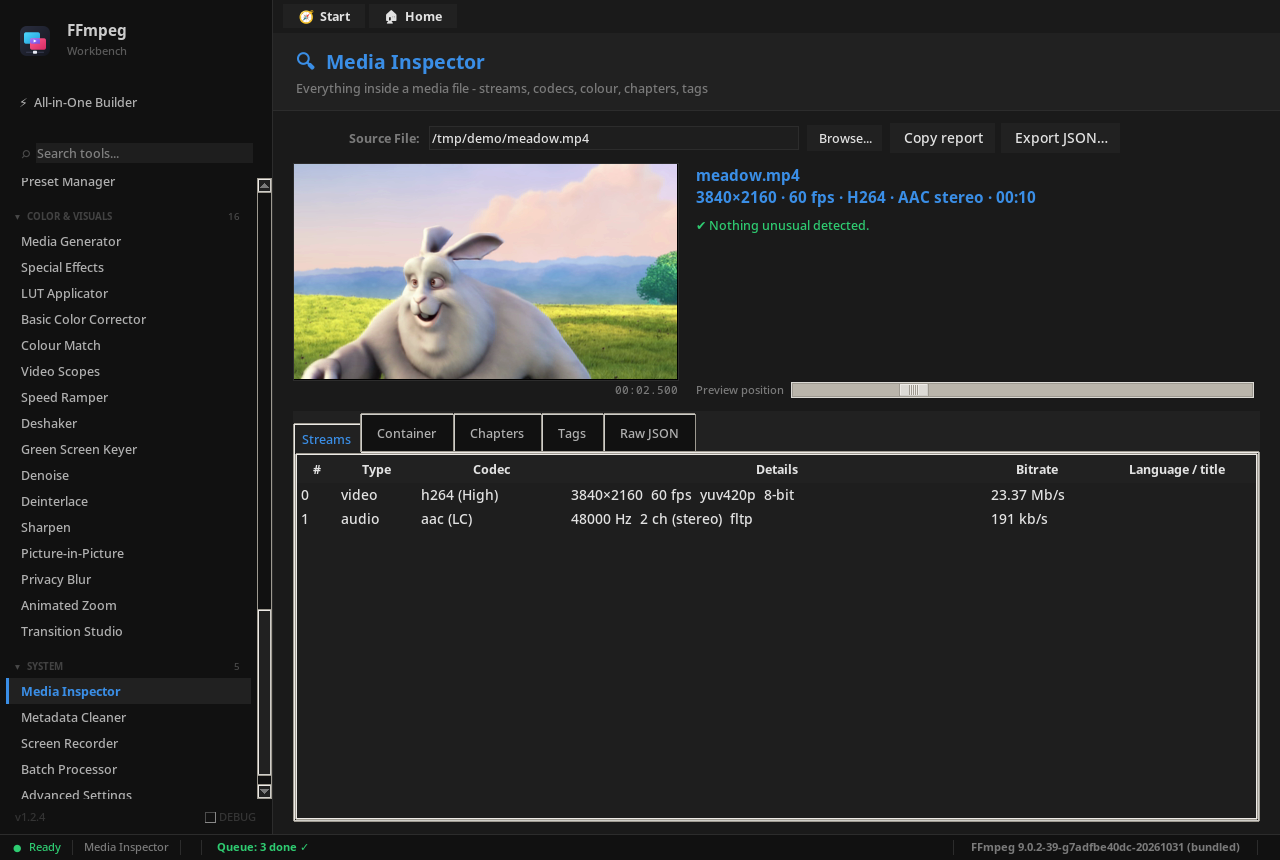 FFmpeg
Workbench
⚡ All-in-One Builder
Search tools...
Preset Manager
▾ COLOR & VISUALS 16
Media Generator
Special Effects
LUT Applicator
Basic Color Corrector
Colour Match
Video Scopes
Speed Ramper
Deshaker
Green Screen Keyer
Denoise
Deinterlace
Sharpen
Picture-in-Picture
Privacy Blur
Animated Zoom
Transition Studio
▾ SYSTEM 5
Media Inspector
Metadata Cleaner
Screen Recorder
Batch Processor
Advanced Settings
v1.2.4 DEBUG
Start Home
Media Inspector
Everything inside a media file - streams, codecs, colour, chapters, tags
Source File: /tmp/demo/meadow.mp4 Browse... Copy report Export JSON...
meadow.mp4
3840×2160 · 60 fps · H264 · AAC stereo · 00:10
✔ Nothing unusual detected.
00:02.500 Preview position
Streams Container Chapters Tags Raw JSON
# Type Codec Details Bitrate Language / title
0 video h264 (High) 3840×2160 60 fps yuv420p 8-bit 23.37 Mb/s
1 audio aac (LC) 48000 Hz 2 ch (stereo) fltp 191 kb/s
● Ready Media Inspector Queue: 3 done ✓ FFmpeg 9.0.2-39-g7adfbe40dc-20261031 (bundled)